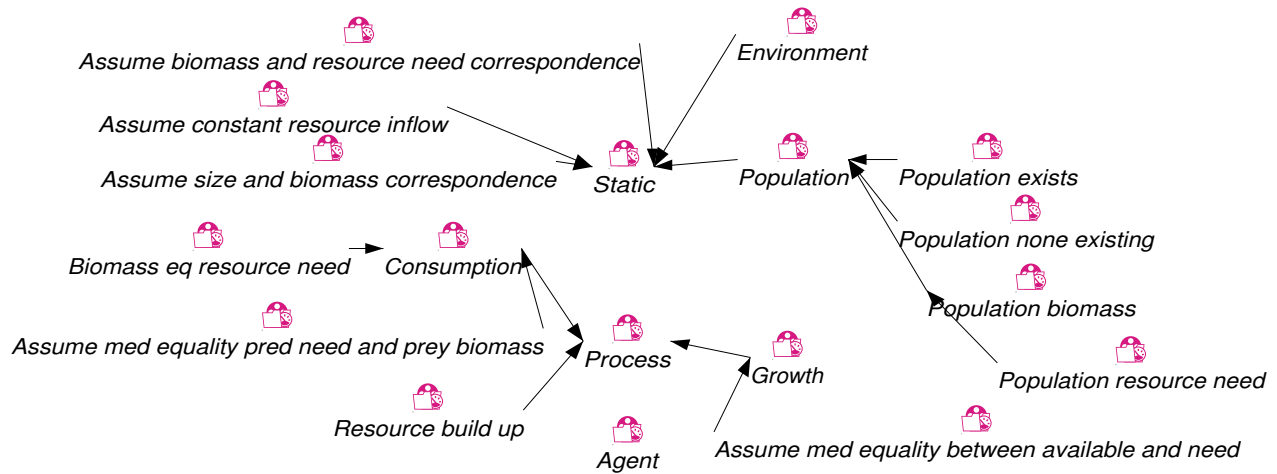 Environment
Assume biomass and resource need correspondence
Assume constant resource inflow
Assume size and biomass correspondence
Static
Population
Population exists
Population none existing
Biomass eq resource need
Consumption
Population biomass
Assume med equality pred need and prey biomass
Process
Growth
Population resource need
Resource build up
Agent
Assume med equality between available and need